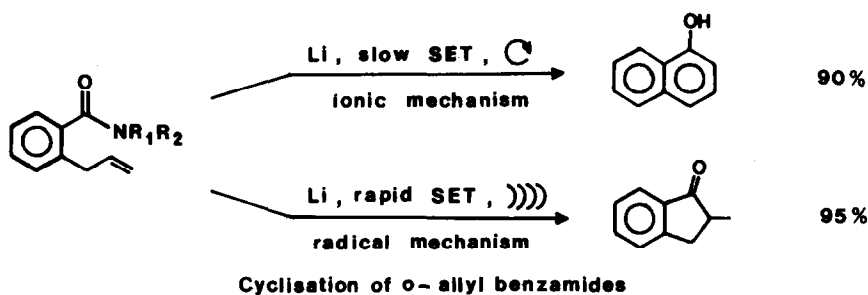 Li, slow SET,
ionic mechanism
OH
90%
O
NR₁R₂
Li, rapid SET, ))))
radical mechanism
O
95%
Cyclisation of o-allyl benzamides